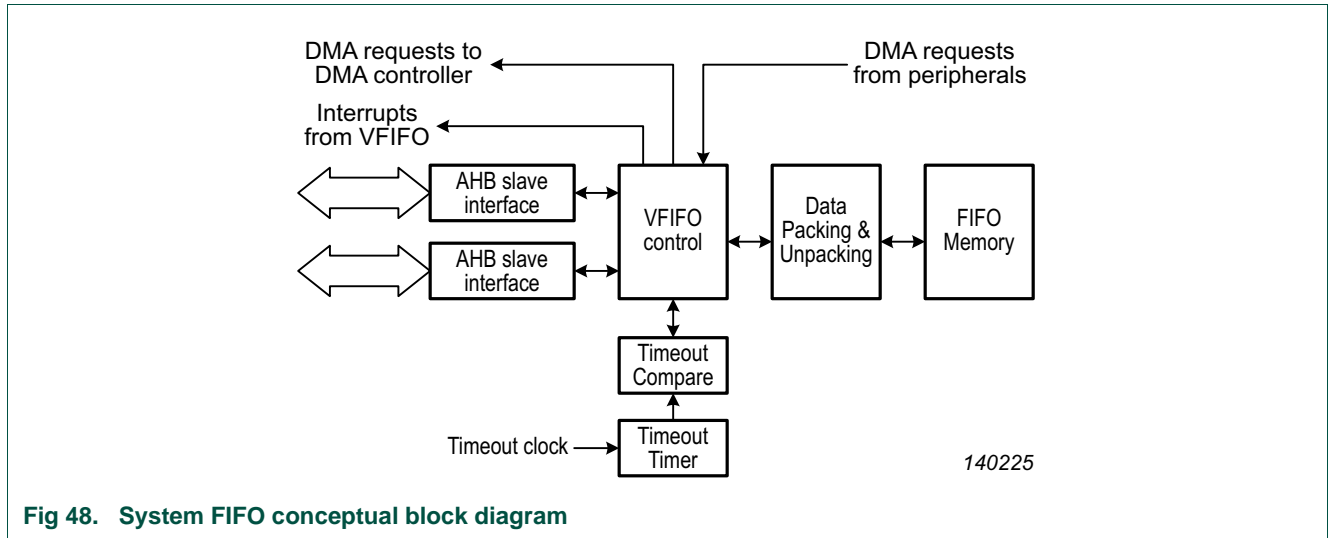 DMA requests to
DMA controller
DMA requests
from peripherals
Interrupts
from VFIFO
AHB slave
interface
AHB slave
interface
VFIFO
control
Data
Packing &
Unpacking
FIFO
Memory
Timeout
Compare
Timeout clock
Timeout
Timer
140225
Fig 48. System FIFO conceptual block diagram